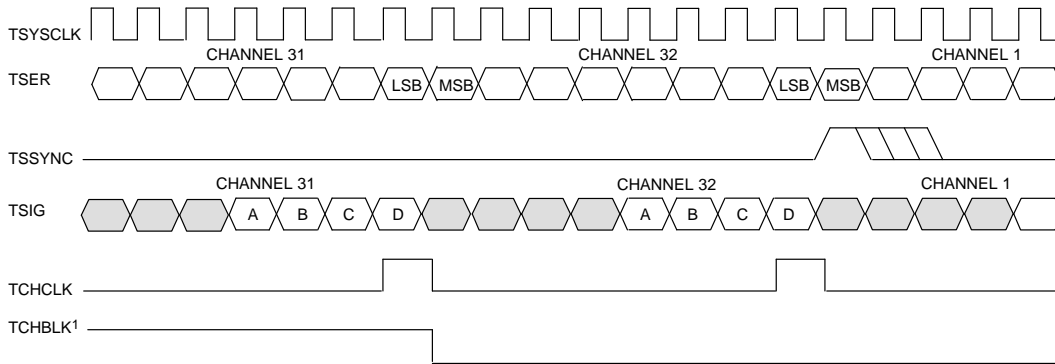 TSYSCLK
CHANNEL 31 CHANNEL 32 CHANNEL 1
TSER LSB MSB LSB MSB
TSSYNC
CHANNEL 31 CHANNEL 32 CHANNEL 1
TSIG A B C D A B C D
TCHCLK
TCHBLK¹